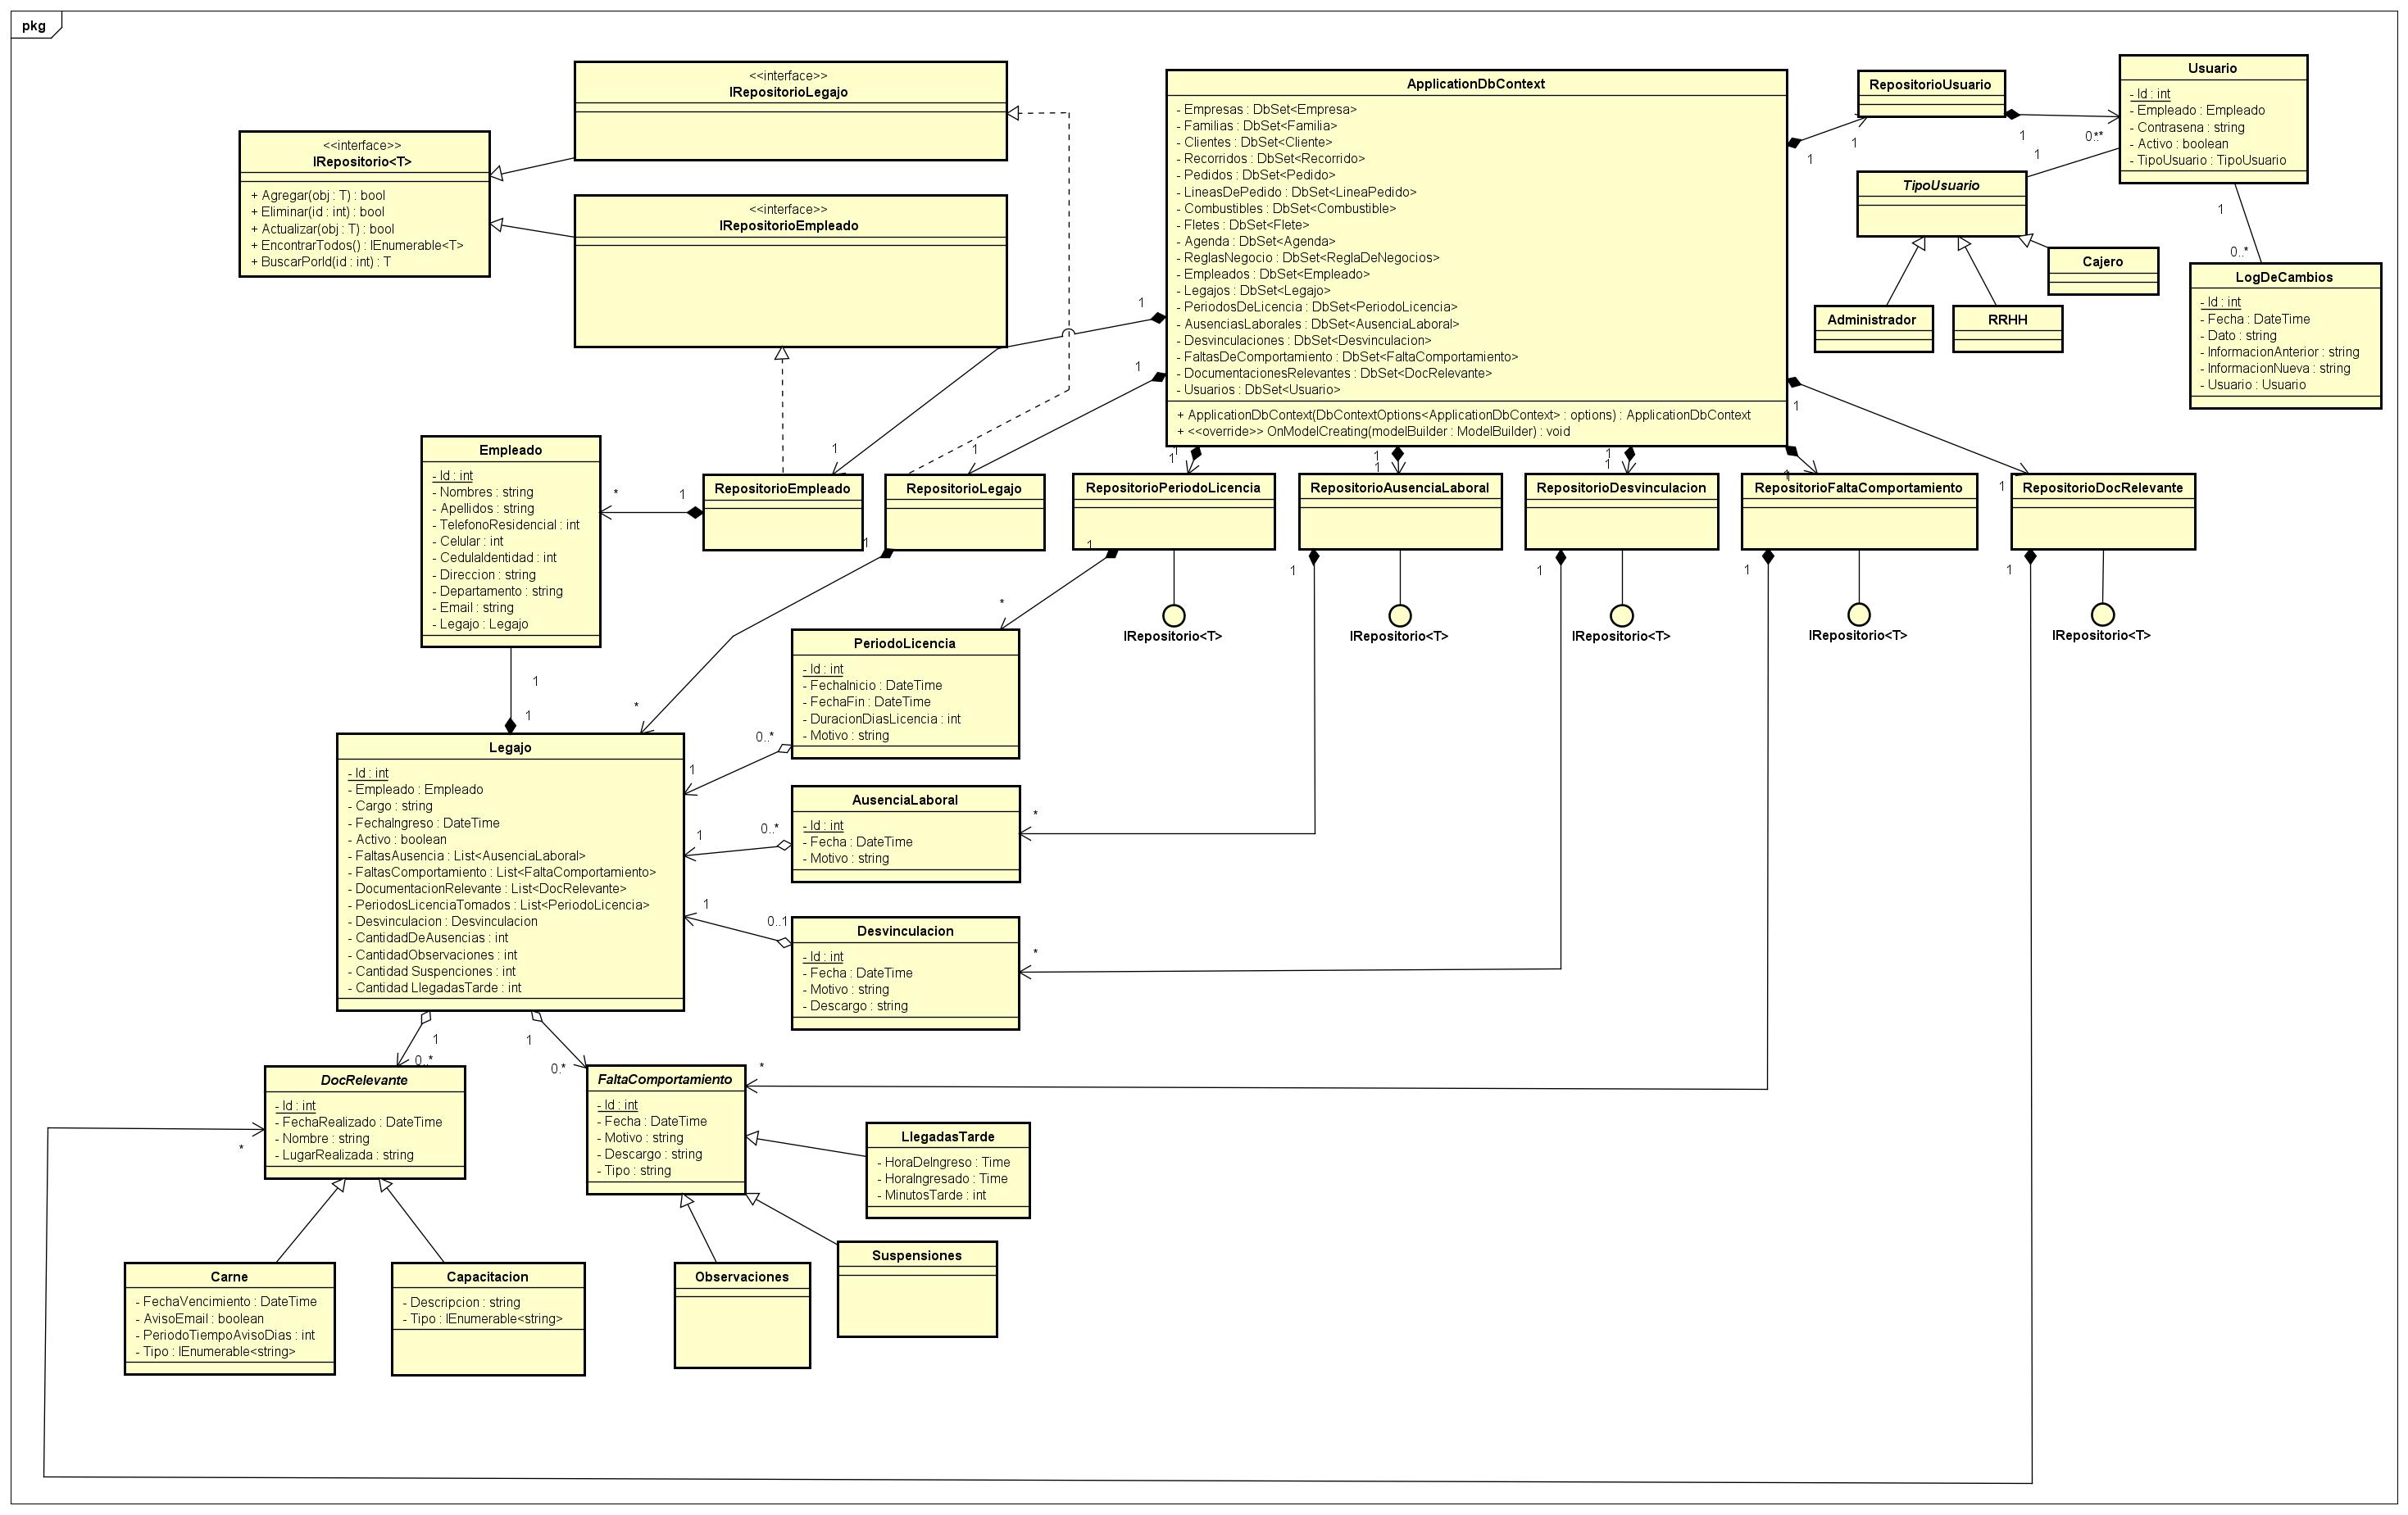 pkg
<<interface>>
IRepositorioLegajo
<<interface>>
IRepositorio<T>
+ Agregar(obj : T) : bool
+ Eliminar(id : int) : bool
+ Actualizar(obj : T) : bool
+ EncontrarTodos() : IEnumerable<T>
+ BuscarPorId(id : int) : T
<<interface>>
IRepositorioEmpleado
ApplicationDbContext
- Empresas : DbSet<Empresa>
- Familias : DbSet<Familia>
- Clientes : DbSet<Cliente>
- Recorridos : DbSet<Recorrido>
- Pedidos : DbSet<Pedido>
- LineasDePedido : DbSet<LineaPedido>
- Combustibles : DbSet<Combustible>
- Fletes : DbSet<Flete>
- Agenda : DbSet<Agenda>
- ReglasNegocio : DbSet<ReglaDeNegocios>
- Empleados : DbSet<Empleado>
- Legajos : DbSet<Legajo>
- PeriodosDeLicencia : DbSet<PeriodoLicencia>
- AusenciasLaborales : DbSet<AusenciaLaboral>
- Desvinculaciones : DbSet<Desvinculacion>
- FaltasDeComportamiento : DbSet<FaltaComportamiento>
- DocumentacionesRelevantes : DbSet<DocRelevante>
- Usuarios : DbSet<Usuario>
+ ApplicationDbContext(DbContextOptions<ApplicationDbContext> : options) : ApplicationDbContext
+ <<override>> OnModelCreating(modelBuilder : ModelBuilder) : void
RepositorioUsuario
1
1
1
0..*
*
Usuario
- Id : int
- Empleado : Empleado
- Contrasena : string
- Activo : boolean
- TipoUsuario : TipoUsuario
1
TipoUsuario
Cajero
Administrador
RRHH
1
0..*
LogDeCambios
- Id : int
- Fecha : DateTime
- Dato : string
- InformacionAnterior : string
- InformacionNueva : string
- Usuario : Usuario
1
1
1
1
1
1
1
1
1
1
1
1
1
1
Empleado
- Id : int
- Nombres : string
- Apellidos : string
- TelefonoResidencial : int
- Celular : int
- CedulaIdentidad : int
- Direccion : string
- Departamento : string
- Email : string
- Legajo : Legajo
*
1
RepositorioEmpleado
RepositorioLegajo
RepositorioPeriodoLicencia
RepositorioAusenciaLaboral
RepositorioDesvinculacion
RepositorioFaltaComportamiento
RepositorioDocRelevante
1
1
1
1
1
1
IRepositorio<T>
IRepositorio<T>
IRepositorio<T>
IRepositorio<T>
IRepositorio<T>
*
*
1
1
PeriodoLicencia
- Id : int
- FechaInicio : DateTime
- FechaFin : DateTime
- DuracionDiasLicencia : int
- Motivo : string
0..*
1
Legajo
- Id : int
- Empleado : Empleado
- Cargo : string
- FechaIngreso : DateTime
- Activo : boolean
- FaltasAusencia : List<AusenciaLaboral>
- FaltasComportamiento : List<FaltaComportamiento>
- DocumentacionRelevante : List<DocRelevante>
- PeriodosLicenciaTomados : List<PeriodoLicencia>
- Desvinculacion : Desvinculacion
- CantidadDeAusencias : int
- CantidadObservaciones : int
- Cantidad Suspenciones : int
- Cantidad LlegadasTarde : int
AusenciaLaboral
- Id : int
- Fecha : DateTime
- Motivo : string
0..*
1
*
Desvinculacion
- Id : int
- Fecha : DateTime
- Motivo : string
- Descargo : string
0..1
1
*
1
0..*
1
0..*
DocRelevante
- Id : int
- FechaRealizado : DateTime
- Nombre : string
- LugarRealizada : string
*
FaltaComportamiento
- Id : int
- Fecha : DateTime
- Motivo : string
- Descargo : string
- Tipo : string
*
LlegadasTarde
- HoraDeIngreso : Time
- HoraIngresado : Time
- MinutosTarde : int
Carne
- FechaVencimiento : DateTime
- AvisoEmail : boolean
- PeriodoTiempoAvisoDias : int
- Tipo : IEnumerable<string>
Capacitacion
- Descripcion : string
- Tipo : IEnumerable<string>
Observaciones
Suspensiones